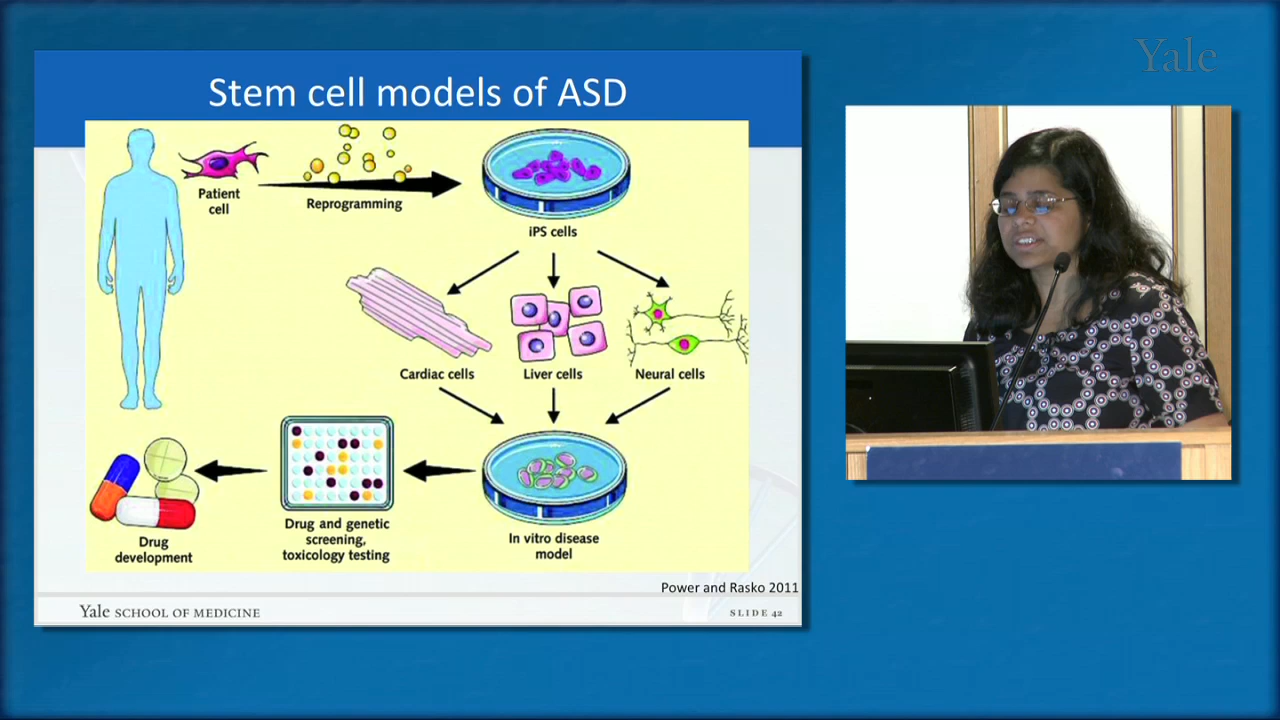 Yale
Stem cell models of ASD
Patient
cell
Reprogramming
iPS cells
Cardiac cells
Liver cells
Neural cells
Drug
development
Drug and genetic
screening,
toxicology testing
In vitro disease
model
Power and Rasko 2011
Yale SCHOOL OF MEDICINE
SLIDE 42